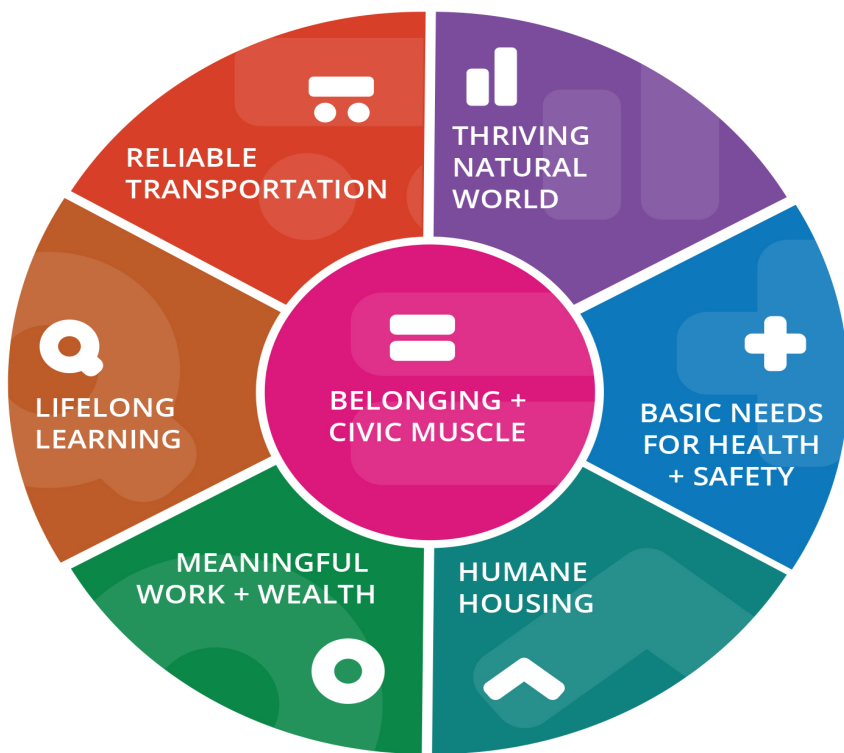 RELIABLE
TRANSPORTATION
THRIVING
NATURAL
WORLD
LIFELONG
LEARNING
BELONGING +
CIVIC MUSCLE
BASIC NEEDS
FOR HEALTH
+ SAFETY
MEANINGFUL
WORK + WEALTH
HUMANE
HOUSING